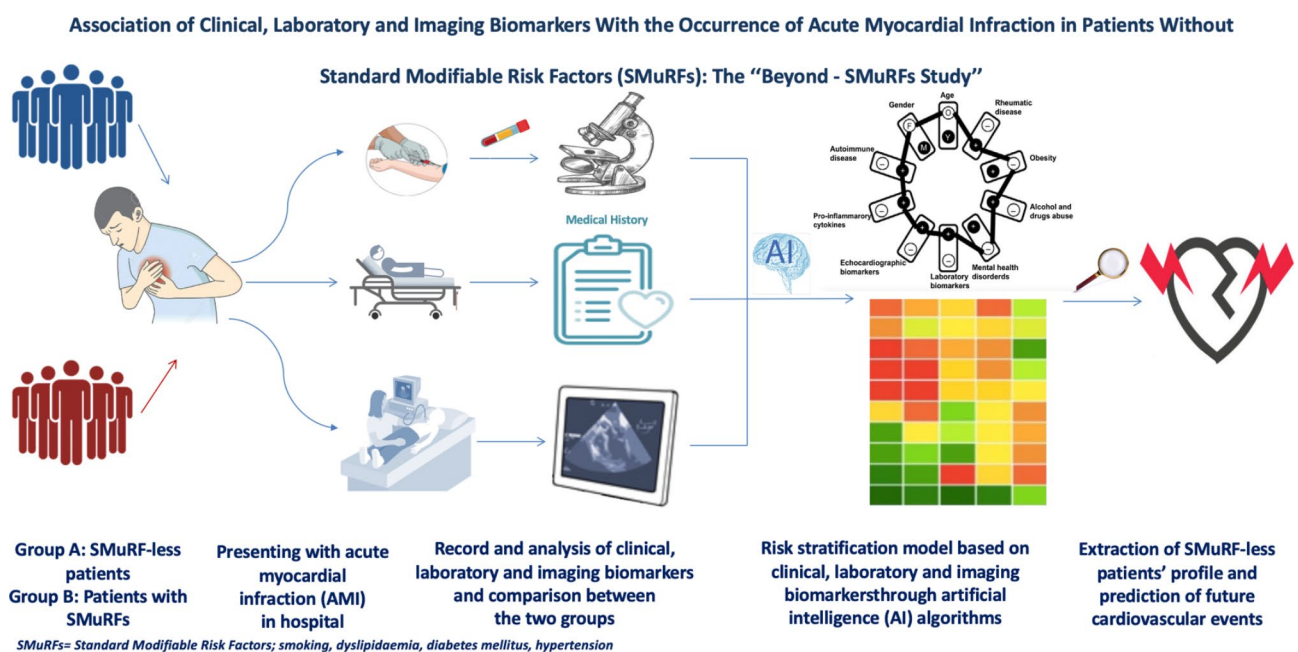 Association of Clinical, Laboratory and Imaging Biomarkers With the Occurrence of Acute Myocardial Infraction in Patients Without
Standard Modifiable Risk Factors (SMuRFs): The “Beyond - SMuRFs Study”
Age
Gender
Rheumatic
disease
O
F
Y
M
Autoimmune
disease
Obesity
Pro-inflammarory
cytokines
Alcohol and
drugs abuse
Echocardiographic
biomarkers
Laboratory
biomarkers
Mental health
disorderds
Medical History
AI
Group A: SMuRF-less
patients
Group B: Patients with
SMuRFs
Presenting with acute
myocardial
infraction (AMI)
in hospital
Record and analysis of clinical,
laboratory and imaging biomarkers
and comparison between
the two groups
Risk stratification model based on
clinical, laboratory and imaging
biomarkersthrough artificial
intelligence (AI) algorithms
Extraction of SMuRF-less
patients’ profile and
prediction of future
cardiovascular events
SMuRFs= Standard Modifiable Risk Factors; smoking, dyslipidaemia, diabetes mellitus, hypertension